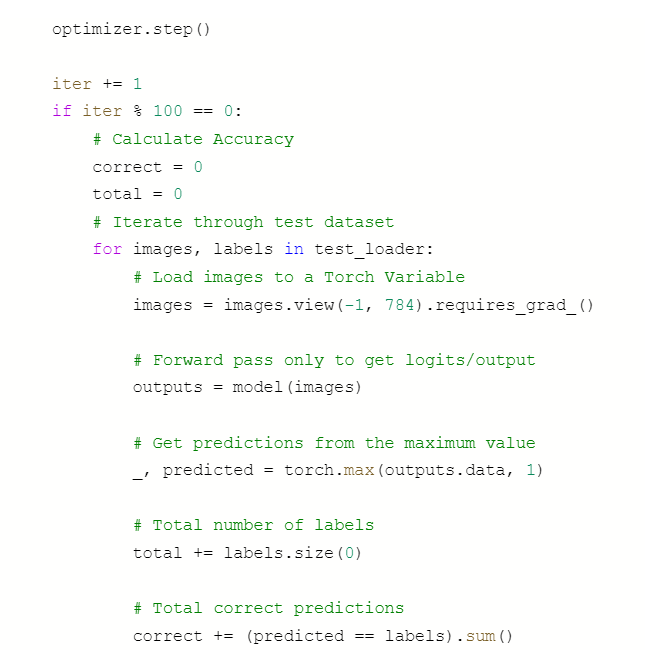 optimizer.step()
iter += 1
if iter % 100 == 0:
# Calculate Accuracy
correct = 0
total = 0
# Iterate through test dataset
for images, labels in test_loader:
# Load images to a Torch Variable
images = images.view(-1, 784).requires_grad_()
# Forward pass only to get logits/output
outputs = model(images)
# Get predictions from the maximum value
_, predicted = torch.max(outputs.data, 1)
# Total number of labels
total += labels.size(0)
# Total correct predictions
correct += (predicted == labels).sum()